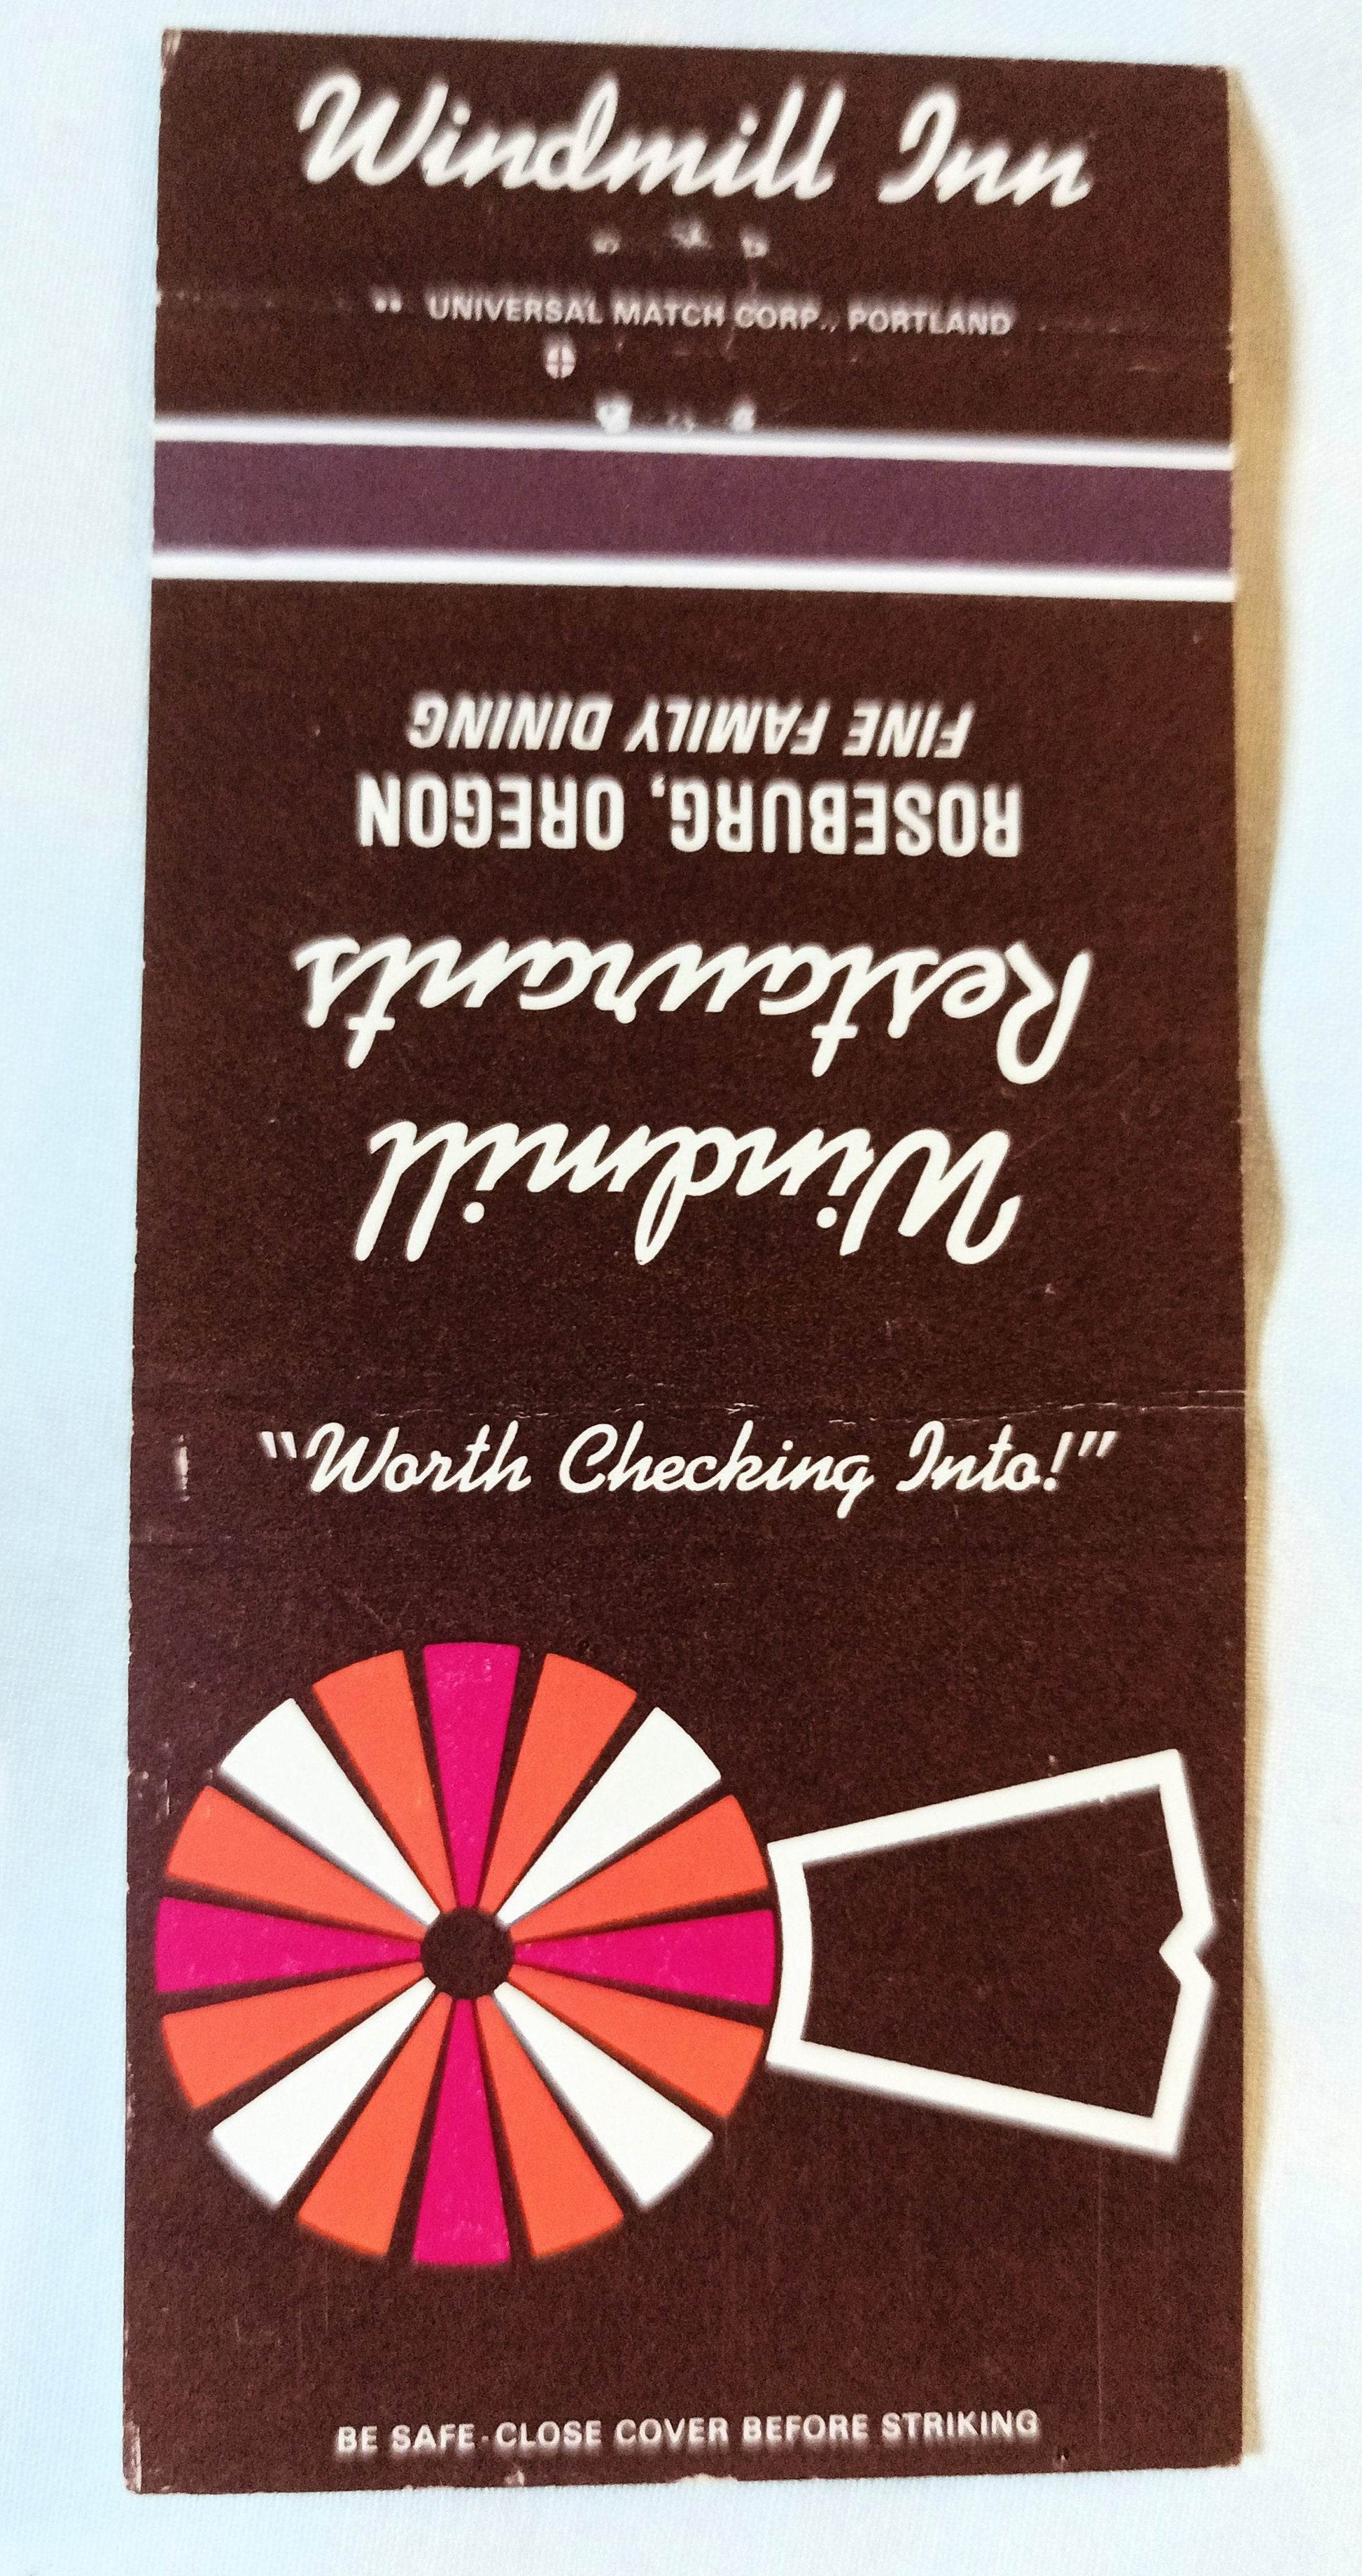 Windmill Inn
UNIVERSAL MATCH CORP., PORTLAND
Windmill
Restaurants
ROSEBURG, OREGON
FINE FAMILY DINING
"Worth Checking Into!"
BE SAFE-CLOSE COVER BEFORE STRIKING